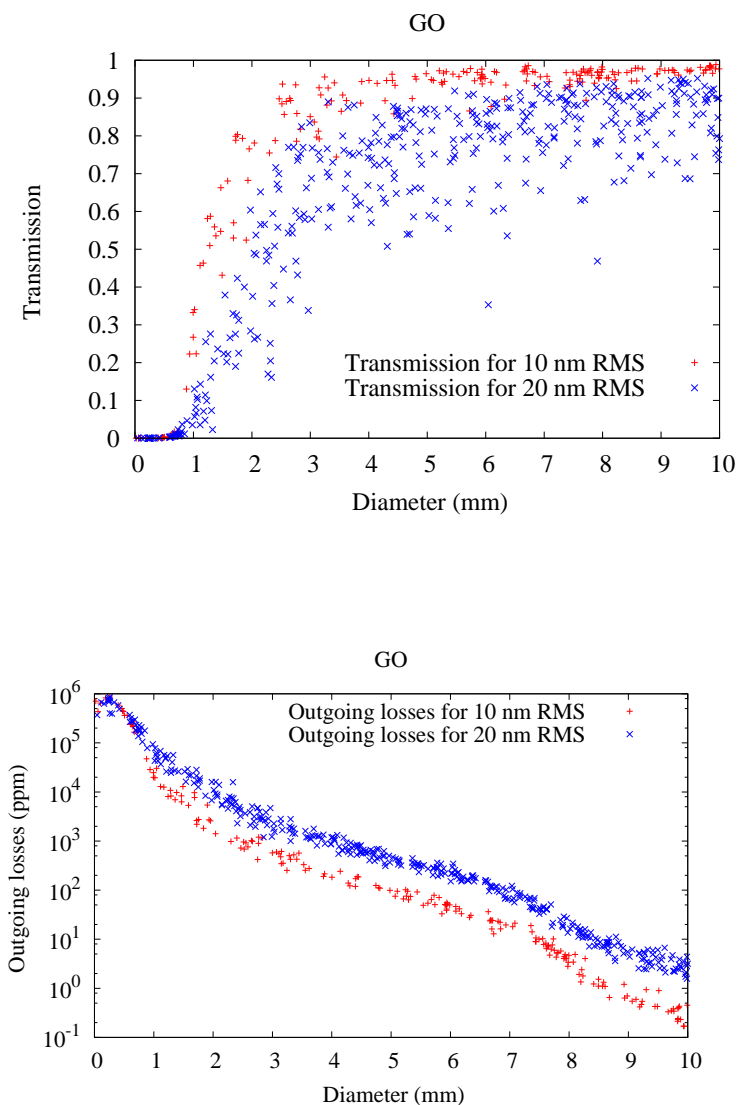 GO
1
0.9
0.8
0.7
0.6
0.5
0.4
0.3
0.2
0.1
0
Transmission
Transmission for 10 nm RMS
Transmission for 20 nm RMS
0 1 2 3 4 5 6 7 8 9 10
Diameter (mm)
GO
10^6
10^5
10^4
10^3
10^2
10^1
10^0
10^-1
Outgoing losses (ppm)
Outgoing losses for 10 nm RMS
Outgoing losses for 20 nm RMS
0 1 2 3 4 5 6 7 8 9 10
Diameter (mm)